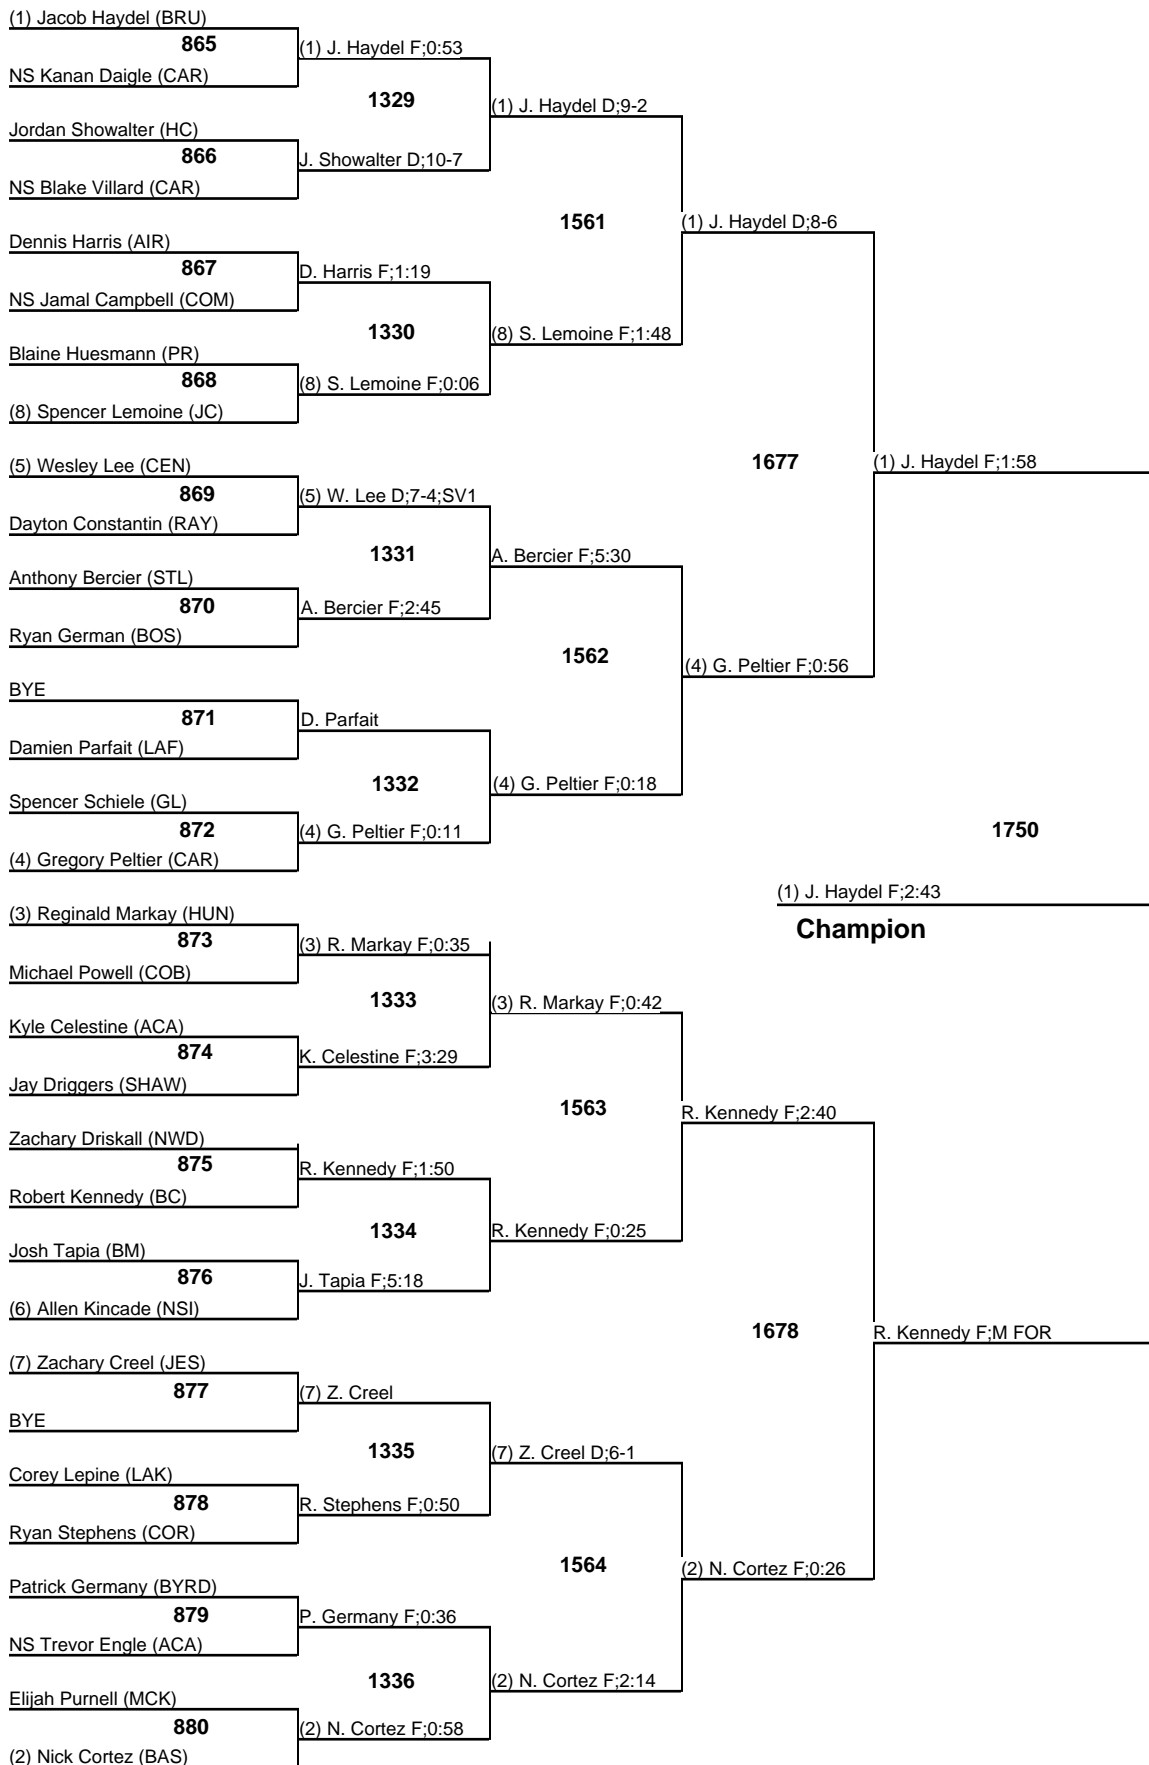 (1) Jacob Haydel (BRU)
865
(1) J. Haydel F;0:53
NS Kanan Daigle (CAR)
1329
(1) J. Haydel D;9-2
Jordan Showalter (HC)
866
J. Showalter D;10-7
NS Blake Villard (CAR)
1561
(1) J. Haydel D;8-6
Dennis Harris (AIR)
867
D. Harris F;1:19
NS Jamal Campbell (COM)
1330
(8) S. Lemoine F;1:48
Blaine Huesmann (PR)
868
(8) S. Lemoine F;0:06
(8) Spencer Lemoine (JC)
1677
(1) J. Haydel F;1:58
(5) Wesley Lee (CEN)
869
(5) W. Lee D;7-4;SV1
Dayton Constantin (RAY)
1331
A. Bercier F;5:30
Anthony Bercier (STL)
870
A. Bercier F;2:45
Ryan German (BOS)
1562
(4) G. Peltier F;0:56
BYE
871
D. Parfait
Damien Parfait (LAF)
1332
(4) G. Peltier F;0:18
Spencer Schiele (GL)
872
(4) G. Peltier F;0:11
(4) Gregory Peltier (CAR)
1750
(1) J. Haydel F;2:43
Champion
(3) Reginald Markay (HUN)
873
(3) R. Markay F;0:35
Michael Powell (COB)
1333
(3) R. Markay F;0:42
Kyle Celestine (ACA)
874
K. Celestine F;3:29
Jay Driggers (SHAW)
1563
R. Kennedy F;2:40
Zachary Driskall (NWD)
875
R. Kennedy F;1:50
Robert Kennedy (BC)
1334
R. Kennedy F;0:25
Josh Tapia (BM)
876
J. Tapia F;5:18
(6) Allen Kincade (NSI)
1678
R. Kennedy F;M FOR
(7) Zachary Creel (JES)
877
(7) Z. Creel
BYE
1335
(7) Z. Creel D;6-1
Corey Lepine (LAK)
878
R. Stephens F;0:50
Ryan Stephens (COR)
1564
(2) N. Cortez F;0:26
Patrick Germany (BYRD)
879
P. Germany F;0:36
NS Trevor Engle (ACA)
1336
(2) N. Cortez F;2:14
Elijah Purnell (MCK)
880
(2) N. Cortez F;0:58
(2) Nick Cortez (BAS)